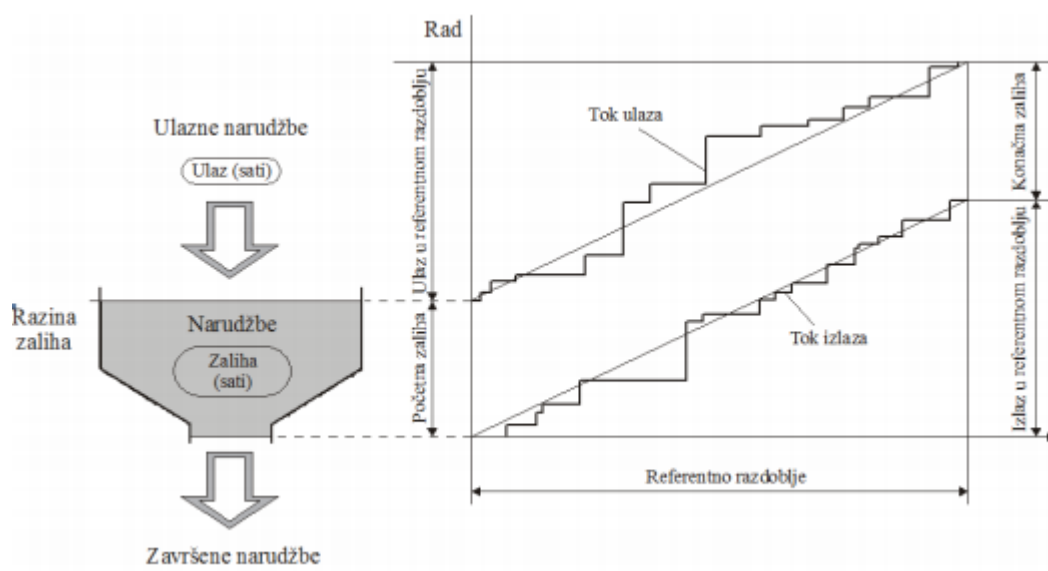 Rad
Ulazne narudžbe
Ulaz (sati)
Razina
zaliha
Narudžbe
Zaliha
(sati)
Završene narudžbe
Ulaz u referentnom razdoblju
Početna zaliha
Tok ulaza
Tok izlaza
Referentno razdoblje
Konačna zaliha
Izlaz u referentnom razdoblju